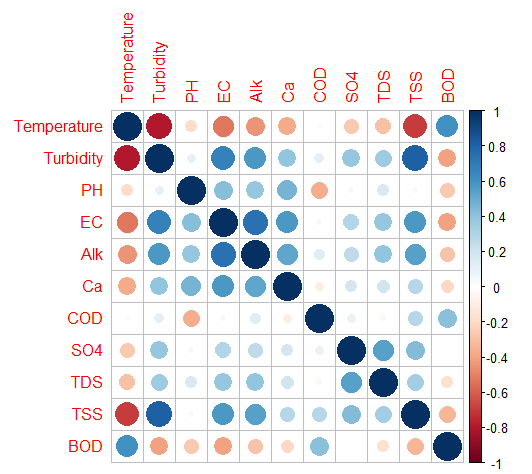 Temperature
Turbidity
PH
EC
Alk
Ca
COD
SO4
TDS
TSS
BOD
Temperature
Turbidity
PH
EC
Alk
Ca
COD
SO4
TDS
TSS
BOD
1
0.8
0.6
0.4
0.2
0
-0.2
-0.4
-0.6
-0.8
-1